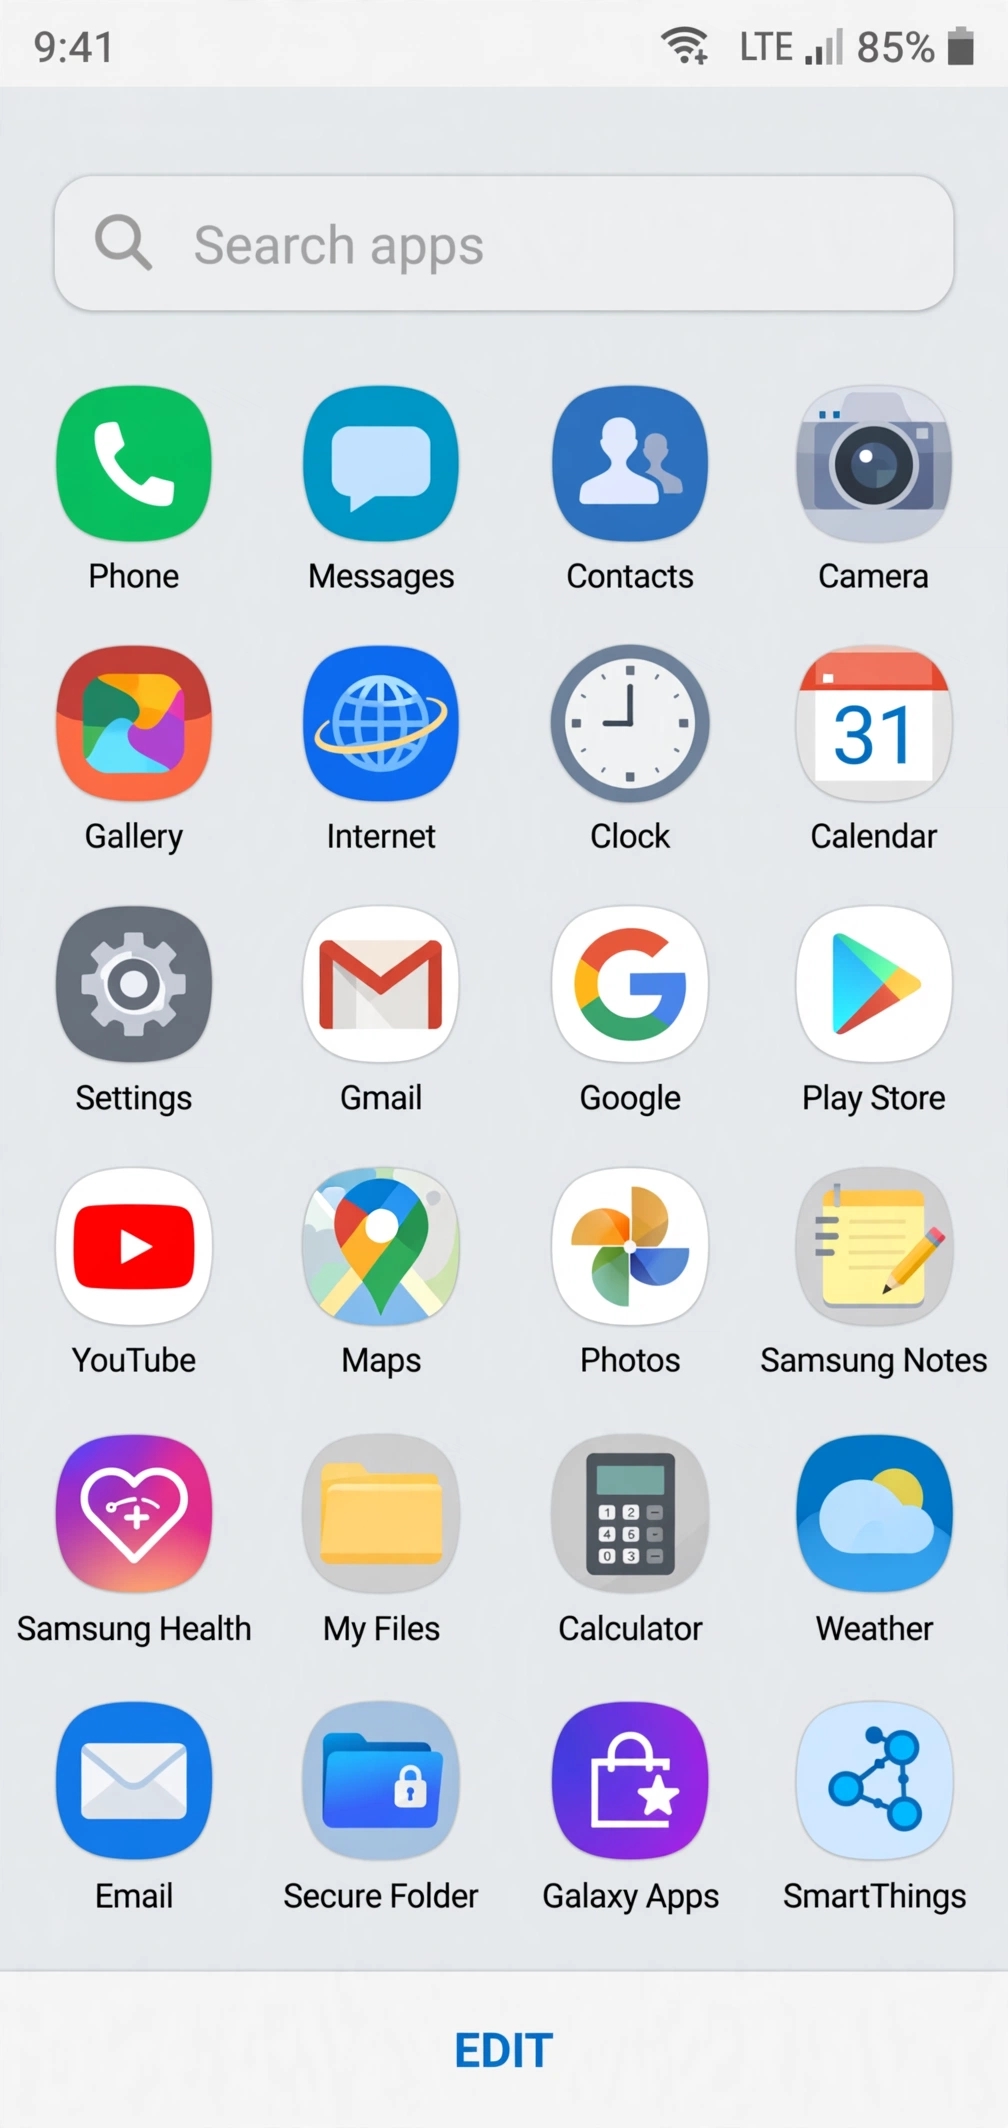 9:41 LTE 85%
Search apps
Phone Messages Contacts Camera
31
Gallery Internet Clock Calendar
Settings Gmail Google Play Store
YouTube Maps Photos Samsung Notes
1 2 -
4 5 -
0 3 -
Samsung Health My Files Calculator Weather
Email Secure Folder Galaxy Apps SmartThings
EDIT